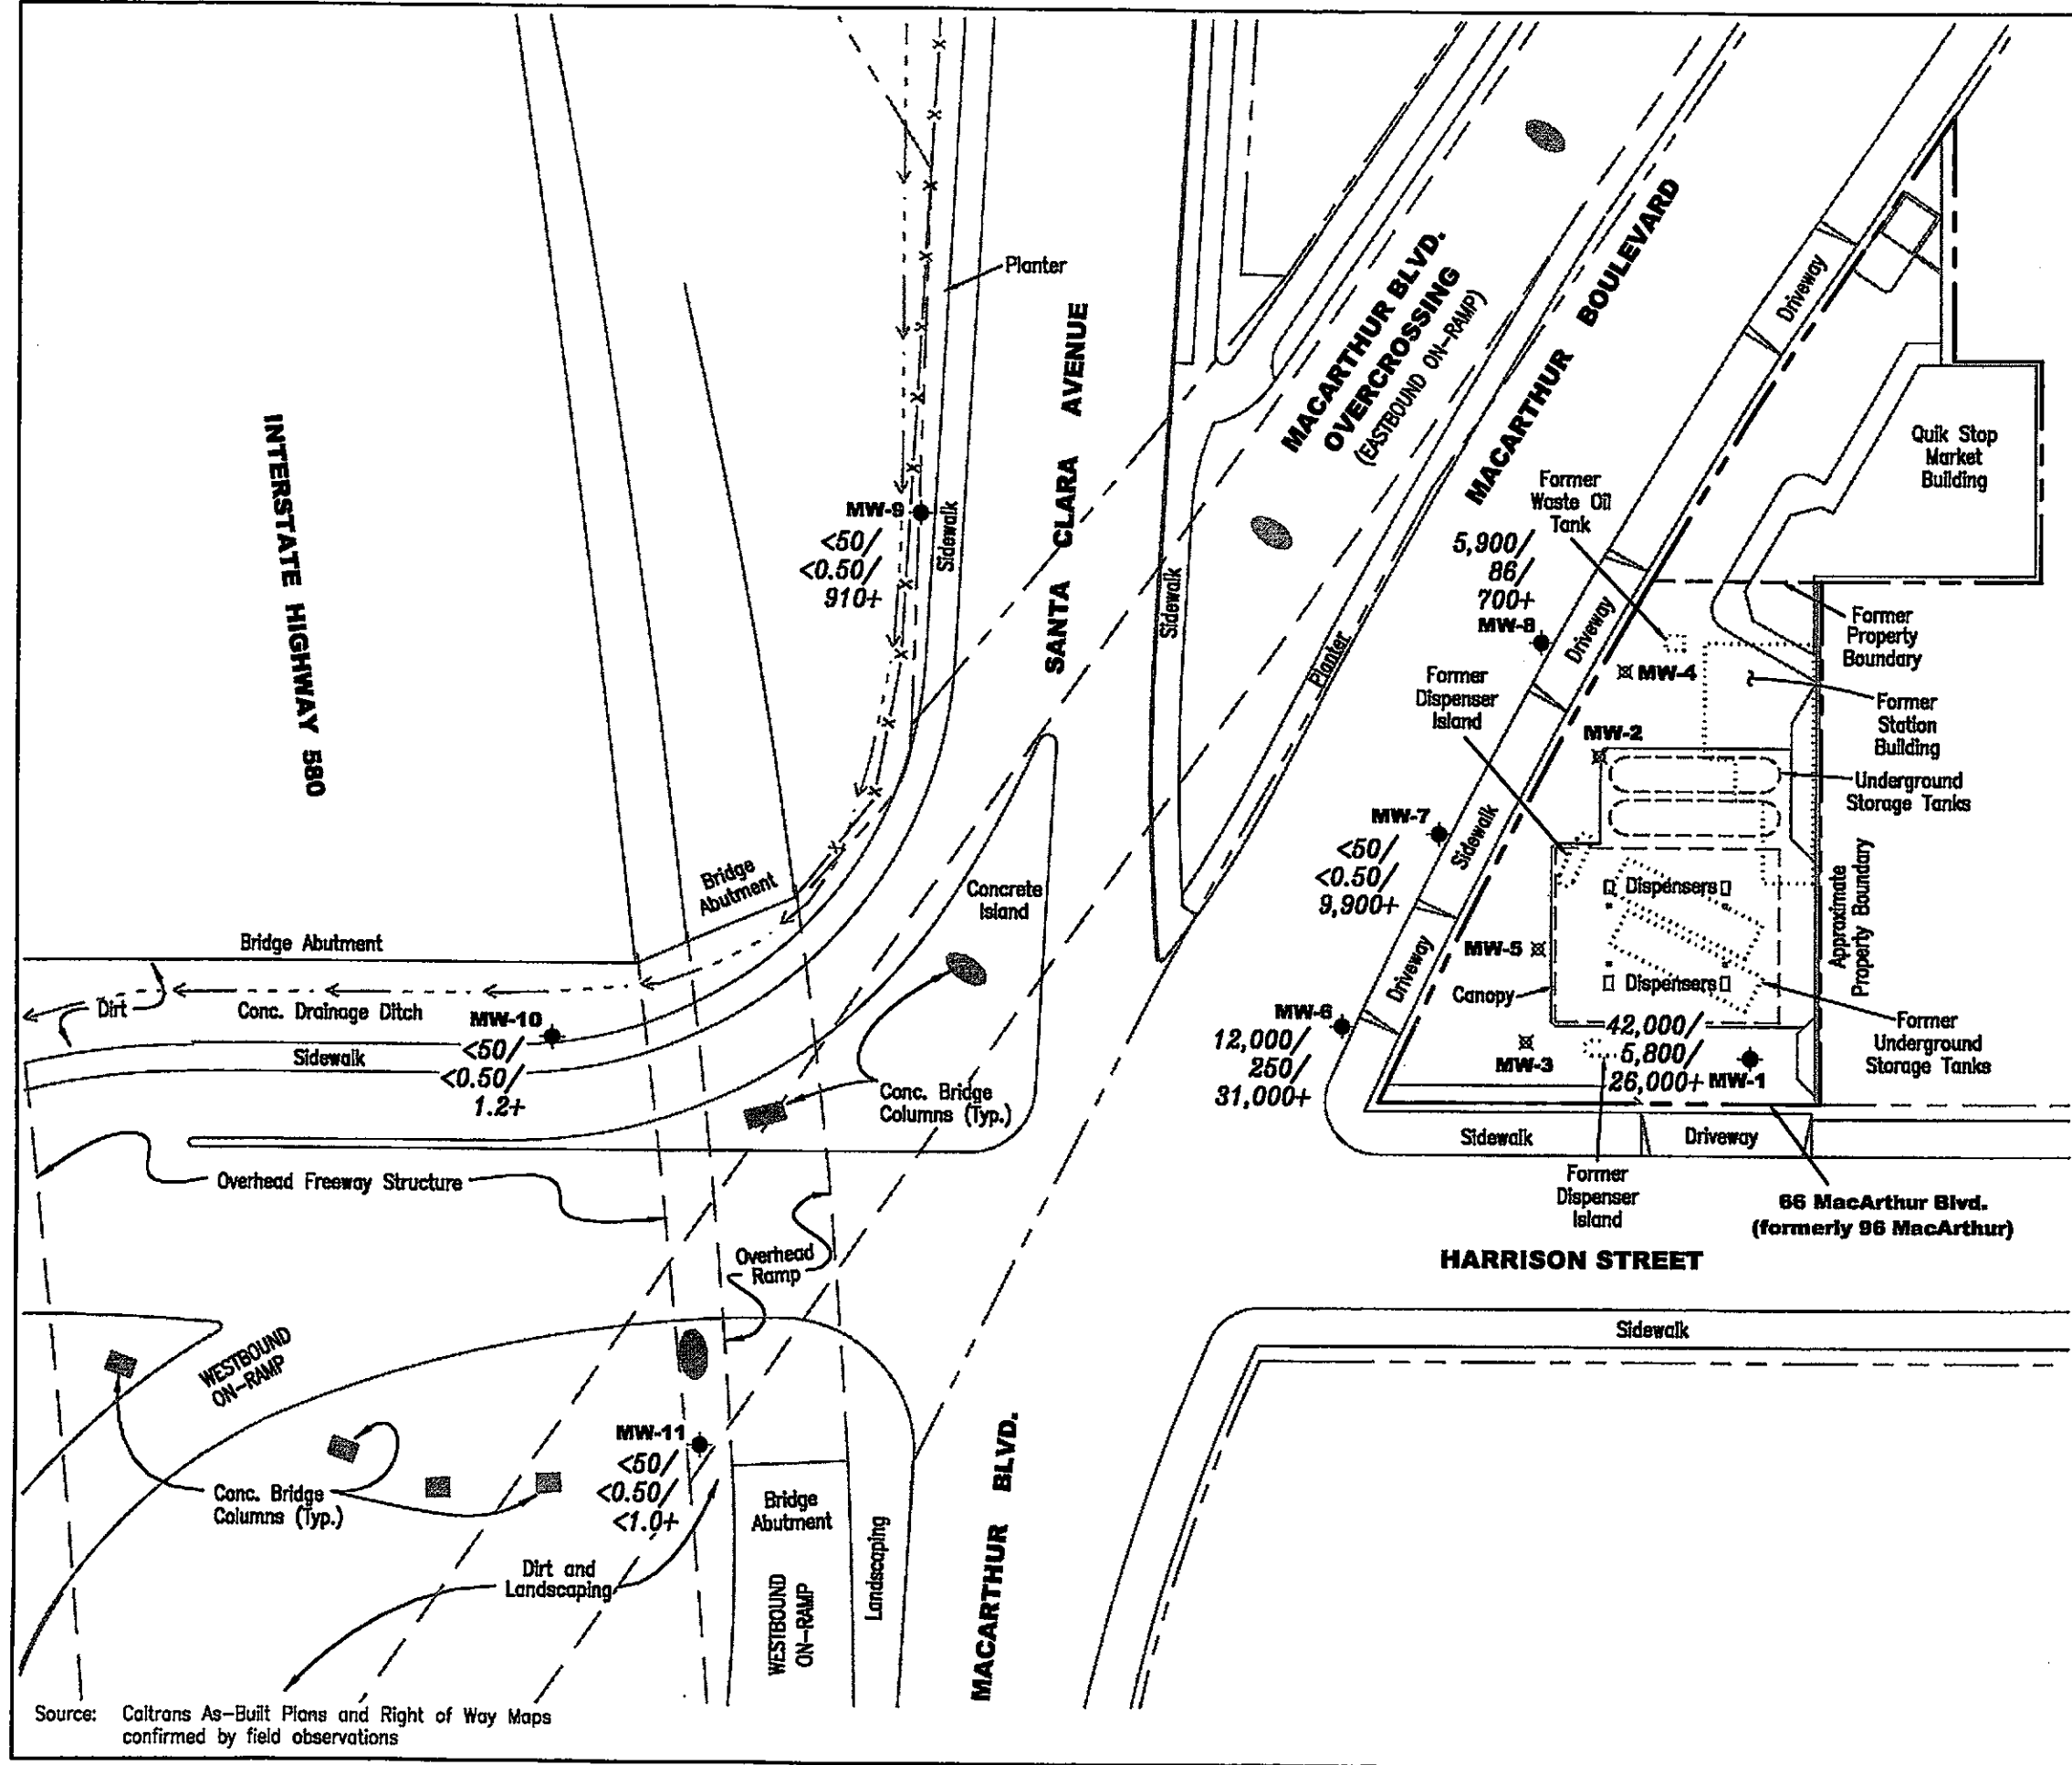 INTERSTATE HIGHWAY 580
Planter
SANTA CLARA AVENUE
MACARTHUR BLVD.
OVERCROSSING
(EASTBOUND ON-RAMP)
MACARTHUR BOULEVARD
Driveway
Quik Stop
Market
Building
MW-9
<50/
<0.50/
910+
Sidewalk
Sidewalk
Planter
Former
Waste Oil
Tank
5,900/
86/
700+
MW-8
Driveway
MW-4
Former
Property
Boundary
Former
Dispenser
Island
Former
Station
Building
MW-2
Underground
Storage Tanks
MW-7
<50/
<0.50/
9,900+
Sidewalk
Dispensers
Approximate
Property Boundary
Bridge
Abutment
Concrete
Island
Bridge Abutment
Dirt
Conc. Drainage Ditch
MW-10
<50/
<0.50/
1.2+
Sidewalk
Driveway
MW-5
Canopy
Dispensers
MW-6
12,000/
250/
31,000+
MW-3
42,000/
5,800/
26,000+
MW-1
Former
Underground
Storage Tanks
Conc. Bridge
Columns (Typ.)
Sidewalk
Driveway
Overhead Freeway Structure
Former
Dispenser
Island
66 MacArthur Blvd.
(formerly 96 MacArthur)
Overhead
Ramp
HARRISON STREET
Sidewalk
WESTBOUND
ON-RAMP
MW-11
<50/
<0.50/
<1.0+
Conc. Bridge
Columns (Typ.)
Bridge
Abutment
Dirt and
Landscaping
WESTBOUND
ON-RAMP
Landscaping
MACARTHUR BLVD.
Source: Caltrans As-Built Plans and Right of Way Maps
confirmed by field observations